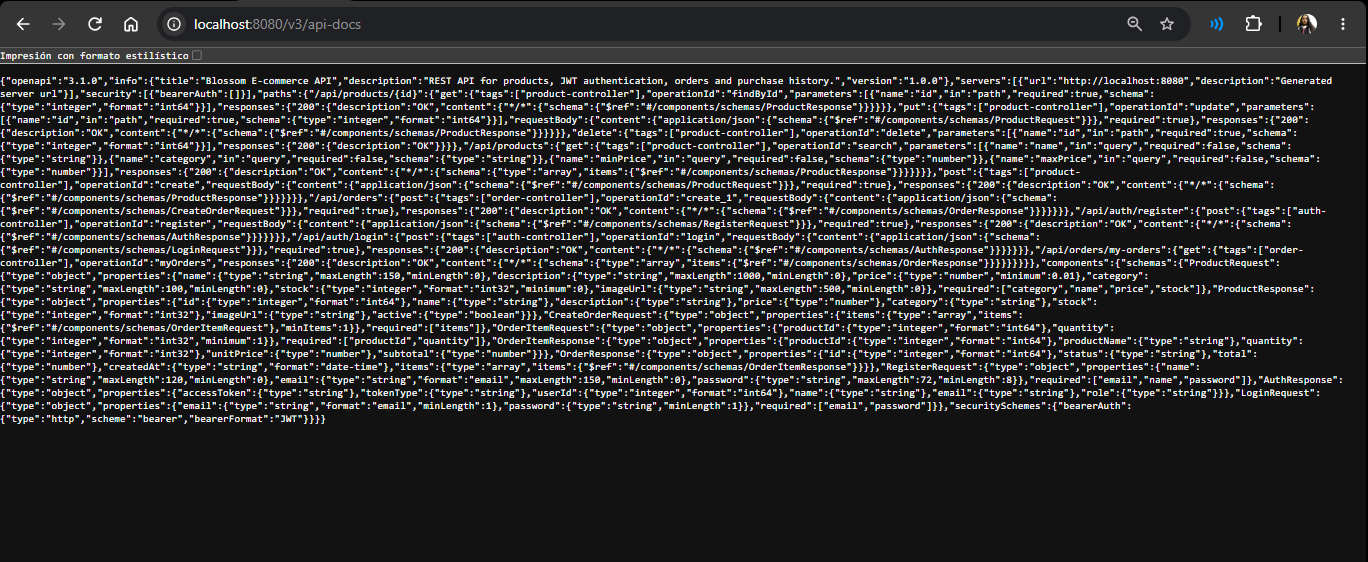 localhost:8080/v3/api-docs
Impresión con formato estilístico
{"openapi":"3.1.0","info":{"title":"Blossom E-commerce API","description":"REST API for products, JWT authentication, orders and purchase history.","version":"1.0.0"},"servers":[{"url":"http://localhost:8080","description":"Generated
server url"}],"security":[{"bearerAuth":[]}],"paths":{"/api/products/{id}":{"get":{"tags":["product-controller"],"operationId":"findById","parameters":[{"name":"id","in":"path","required":true,"schema":
{"type":"integer","format":"int64"}}],"responses":{"200":{"description":"OK","content":{"*/*":{"schema":{"$ref":"#/components/schemas/ProductResponse"}}}}}},"put":{"tags":["product-controller"],"operationId":"update","parameters":
[{"name":"id","in":"path","required":true,"schema":{"type":"integer","format":"int64"}}],"requestBody":{"content":{"application/json":{"schema":{"$ref":"#/components/schemas/ProductRequest"}}},"required":true},"responses":{"200":
{"description":"OK","content":{"*/*":{"schema":{"$ref":"#/components/schemas/ProductResponse"}}}}}},"delete":{"tags":["product-controller"],"operationId":"delete","parameters":[{"name":"id","in":"path","required":true,"schema":
{"type":"integer","format":"int64"}}],"responses":{"200":{"description":"OK"}}}},"/api/products":{"get":{"tags":["product-controller"],"operationId":"search","parameters":[{"name":"name","in":"query","required":false,"schema":
{"type":"string"}},{"name":"category","in":"query","required":false,"schema":{"type":"string"}},{"name":"minPrice","in":"query","required":false,"schema":{"type":"number"}},{"name":"maxPrice","in":"query","required":false,"schema":
{"type":"number"}}],"responses":{"200":{"description":"OK","content":{"*/*":{"schema":{"type":"array","items":{"$ref":"#/components/schemas/ProductResponse"}}}}}}},"post":{"tags":["product-
controller"],"operationId":"create","requestBody":{"content":{"application/json":{"schema":{"$ref":"#/components/schemas/ProductRequest"}}},"required":true},"responses":{"200":{"description":"OK","content":{"*/*":{"schema":
{"$ref":"#/components/schemas/ProductResponse"}}}}}}},"/api/orders":{"post":{"tags":["order-controller"],"operationId":"create_1","requestBody":{"content":{"application/json":{"schema":
{"$ref":"#/components/schemas/CreateOrderRequest"}}},"required":true},"responses":{"200":{"description":"OK","content":{"*/*":{"schema":{"$ref":"#/components/schemas/OrderResponse"}}}}}}},"/api/auth/register":{"post":{"tags":["auth-
controller"],"operationId":"register","requestBody":{"content":{"application/json":{"schema":{"$ref":"#/components/schemas/RegisterRequest"}}},"required":true},"responses":{"200":{"description":"OK","content":{"*/*":{"schema":
{"$ref":"#/components/schemas/AuthResponse"}}}}}}},"/api/auth/login":{"post":{"tags":["auth-controller"],"operationId":"login","requestBody":{"content":{"application/json":{"schema":
{"$ref":"#/components/schemas/LoginRequest"}}},"required":true},"responses":{"200":{"description":"OK","content":{"*/*":{"schema":{"$ref":"#/components/schemas/AuthResponse"}}}}}}},"/api/orders/my-orders":{"get":{"tags":["order-
controller"],"operationId":"myOrders","responses":{"200":{"description":"OK","content":{"*/*":{"schema":{"type":"array","items":{"$ref":"#/components/schemas/OrderResponse"}}}}}}}}},"components":{"schemas":{"ProductRequest":
{"type":"object","properties":{"name":{"type":"string","maxLength":150,"minLength":0},"description":{"type":"string","maxLength":1000,"minLength":0},"price":{"type":"number","minimum":0.01},"category":
{"type":"string","maxLength":100,"minLength":0},"stock":{"type":"integer","format":"int32","minimum":0},"imageUrl":{"type":"string","maxLength":500,"minLength":0}},"required":["category","name","price","stock"]},"ProductResponse":
{"type":"object","properties":{"id":{"type":"integer","format":"int64"},"name":{"type":"string"},"description":{"type":"string"},"price":{"type":"number"},"category":{"type":"string"},"stock":
{"type":"integer","format":"int32"},"imageUrl":{"type":"string"},"active":{"type":"boolean"}}},"CreateOrderRequest":{"type":"object","properties":{"items":{"type":"array","items":
{"$ref":"#/components/schemas/OrderItemRequest"},"minItems":1}},"required":["items"]},"OrderItemRequest":{"type":"object","properties":{"productId":{"type":"integer","format":"int64"},"quantity":
{"type":"integer","format":"int32","minimum":1}},"required":["productId","quantity"]},"OrderItemResponse":{"type":"object","properties":{"productId":{"type":"integer","format":"int64"},"productName":{"type":"string"},"quantity":
{"type":"integer","format":"int32"},"unitPrice":{"type":"number"},"subtotal":{"type":"number"}}},"OrderResponse":{"type":"object","properties":{"id":{"type":"integer","format":"int64"},"status":{"type":"string"},"total":
{"type":"number"},"createdAt":{"type":"string","format":"date-time"},"items":{"type":"array","items":{"$ref":"#/components/schemas/OrderItemResponse"}}}},"RegisterRequest":{"type":"object","properties":{"name":
{"type":"string","maxLength":120,"minLength":0},"email":{"type":"string","format":"email","maxLength":150,"minLength":0},"password":{"type":"string","maxLength":72,"minLength":8}},"required":["email","name","password"]},"AuthResponse":
{"type":"object","properties":{"accessToken":{"type":"string"},"tokenType":{"type":"string"},"userId":{"type":"integer","format":"int64"},"name":{"type":"string"},"email":{"type":"string"},"role":{"type":"string"}}},"LoginRequest":
{"type":"object","properties":{"email":{"type":"string","format":"email","minLength":1},"password":{"type":"string","minLength":1}},"required":["email","password"]}},"securitySchemes":{"bearerAuth":
{"type":"http","scheme":"bearer","bearerFormat":"JWT"}}}}